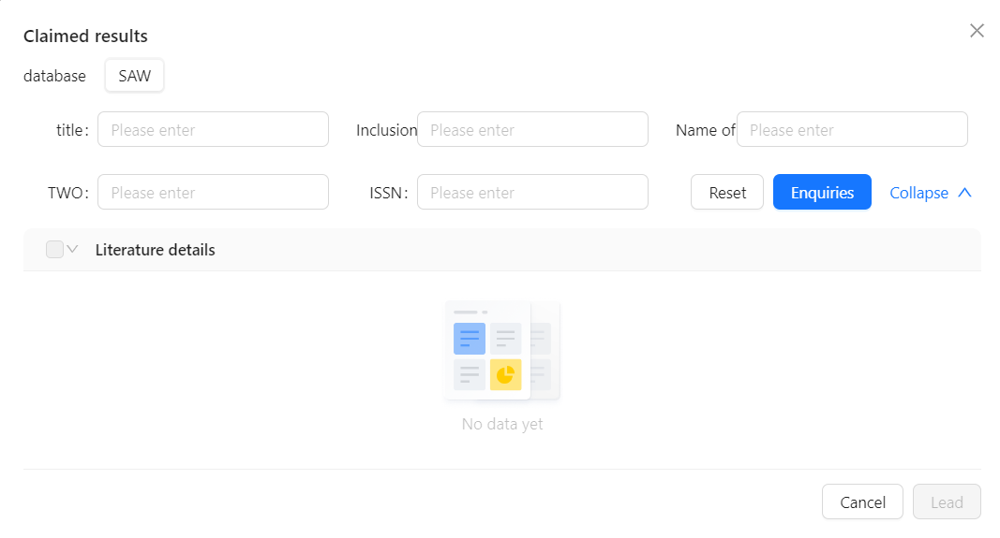 Claimed results
database SAW
title: Please enter Inclusion Please enter Name of Please enter
TWO: Please enter ISSN: Please enter Reset Enquiries Collapse
Literature details
No data yet
Cancel Lead